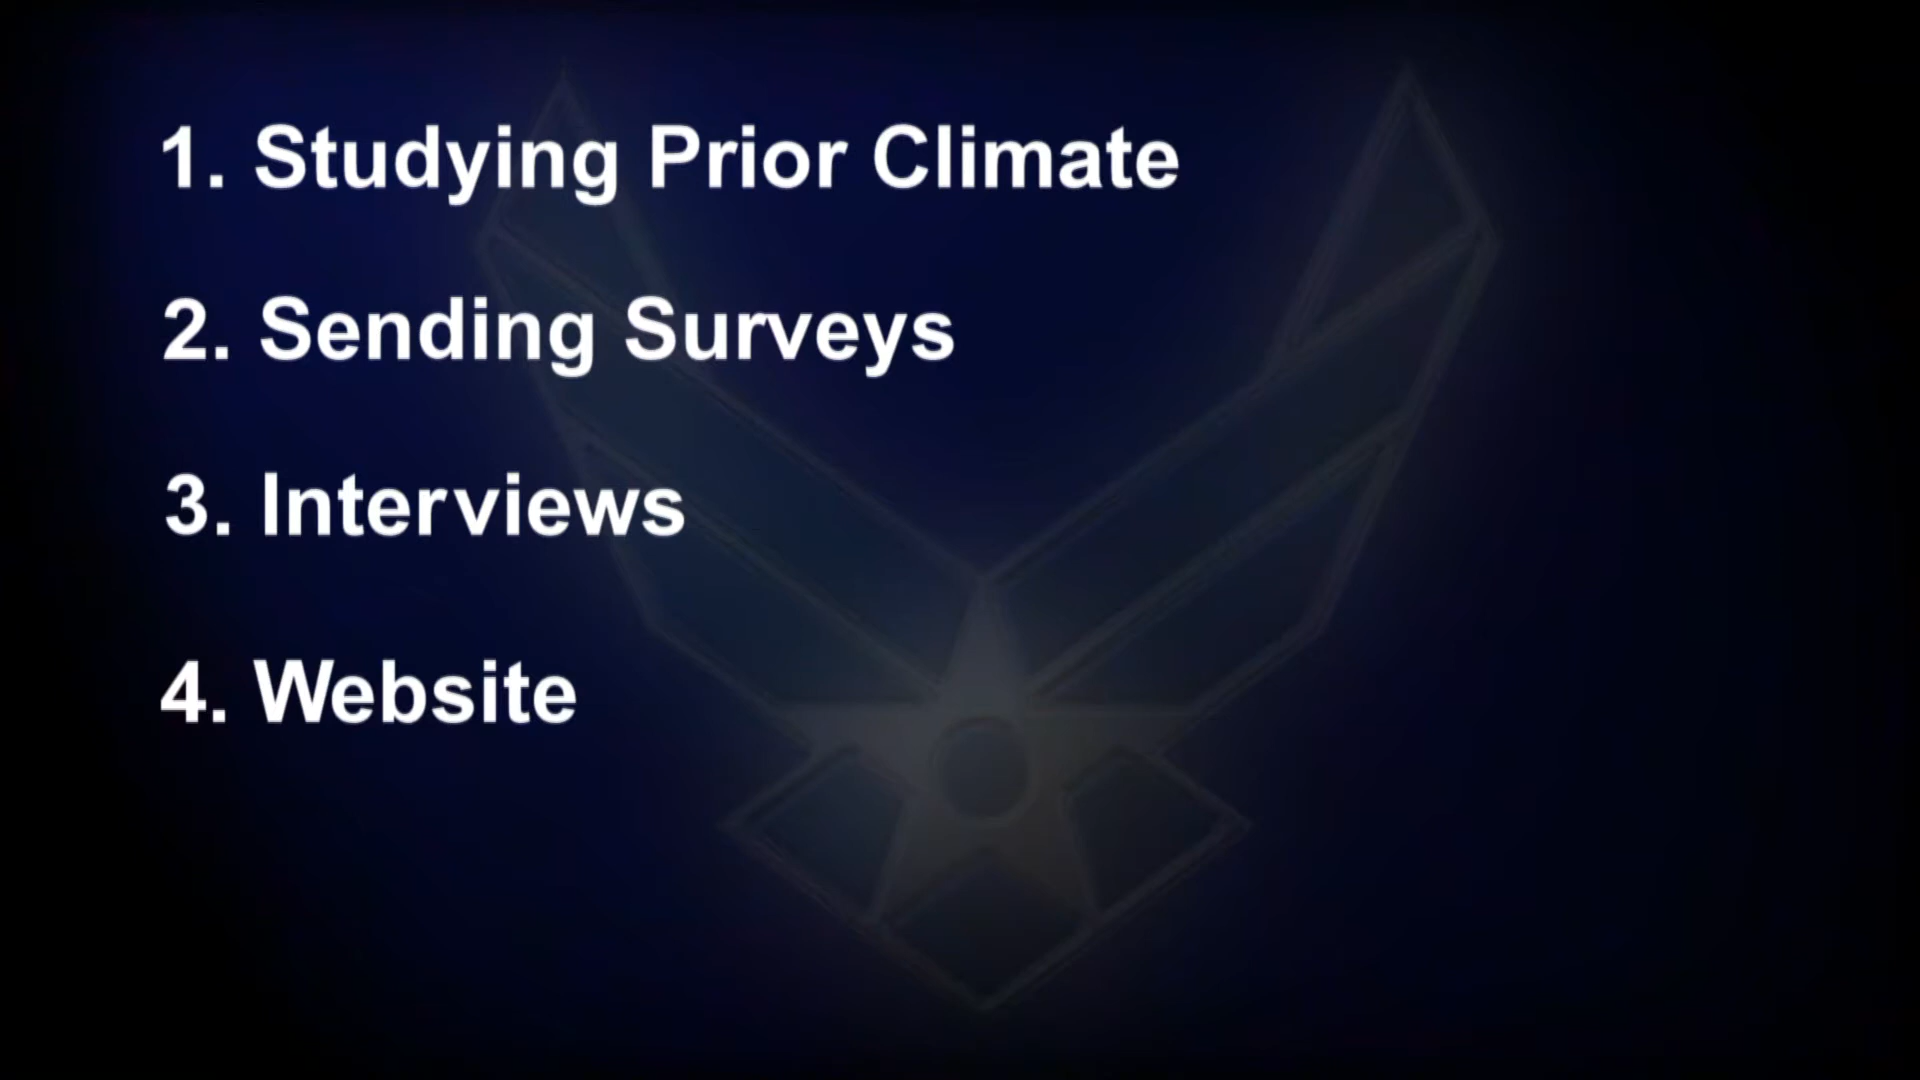 1. Studying Prior Climate
2. Sending Surveys
3. Interviews
4. Website